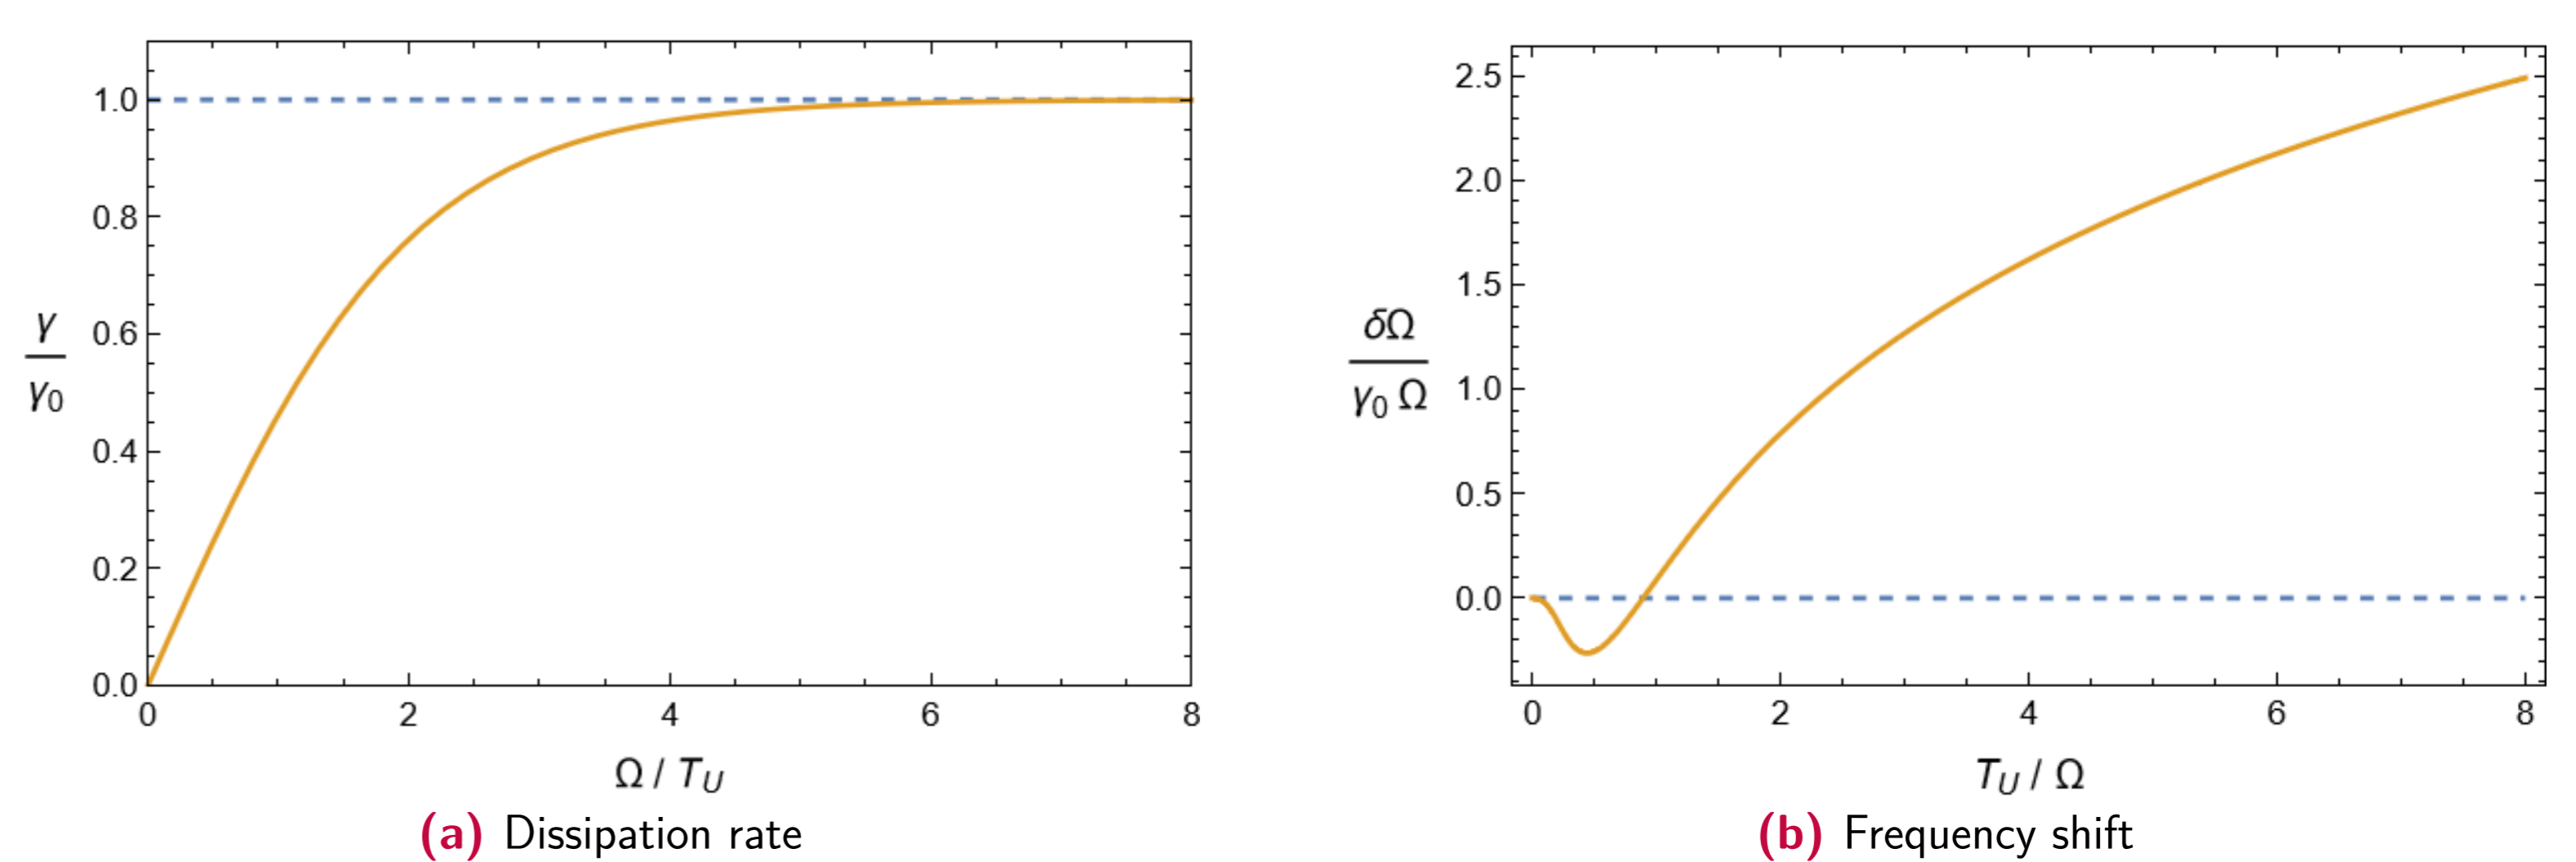 1.0
0.8
0.6
0.4
0.2
0.0
γ
γ₀
0
2
4
6
8
Ω / T_U
(a) Dissipation rate
2.5
2.0
1.5
1.0
0.5
0.0
δΩ
γ₀ Ω
0
2
4
6
8
T_U / Ω
(b) Frequency shift